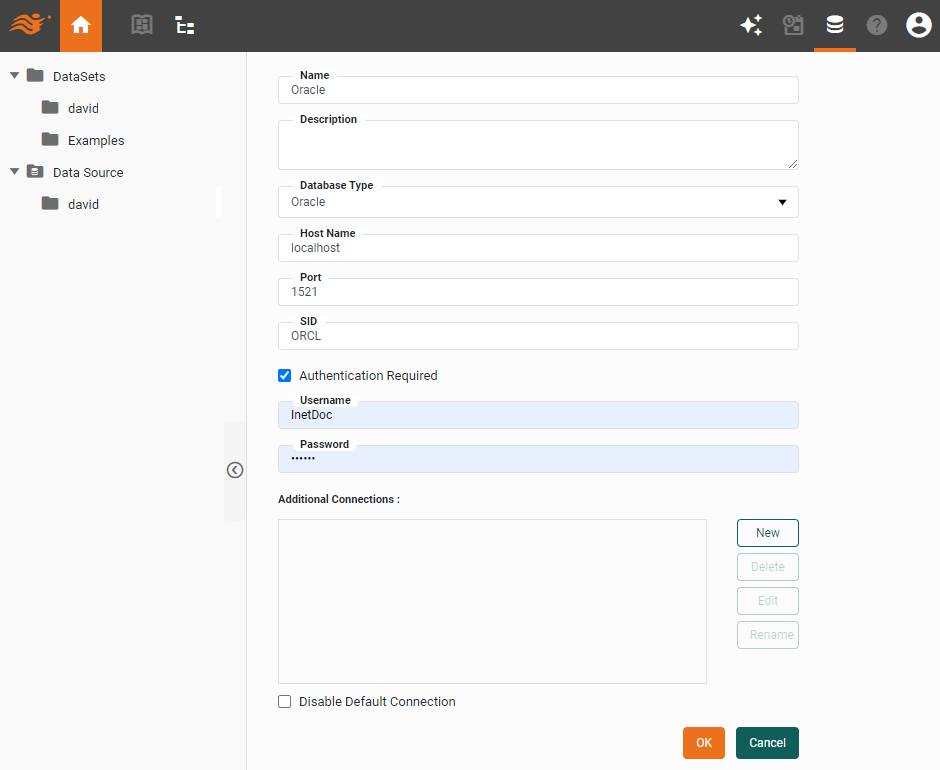 DataSets
david
Examples
Data Source
david
Name
Oracle
Description
Database Type
Oracle
Host Name
localhost
Port
1521
SID
ORCL
Authentication Required
Username
InetDoc
Password
••••••
Additional Connections :
New
Delete
Edit
Rename
Disable Default Connection
OK
Cancel